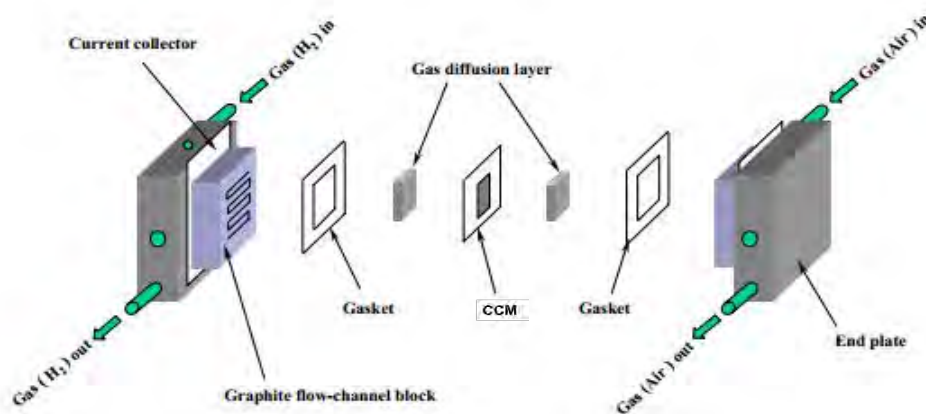 Current collector
Gas (H₂) in
Gas diffusion layer
Gas (Air) in
Gasket
CCM
Gasket
End plate
Gas (H₂) out
Graphite flow-channel block
Gas (Air) out